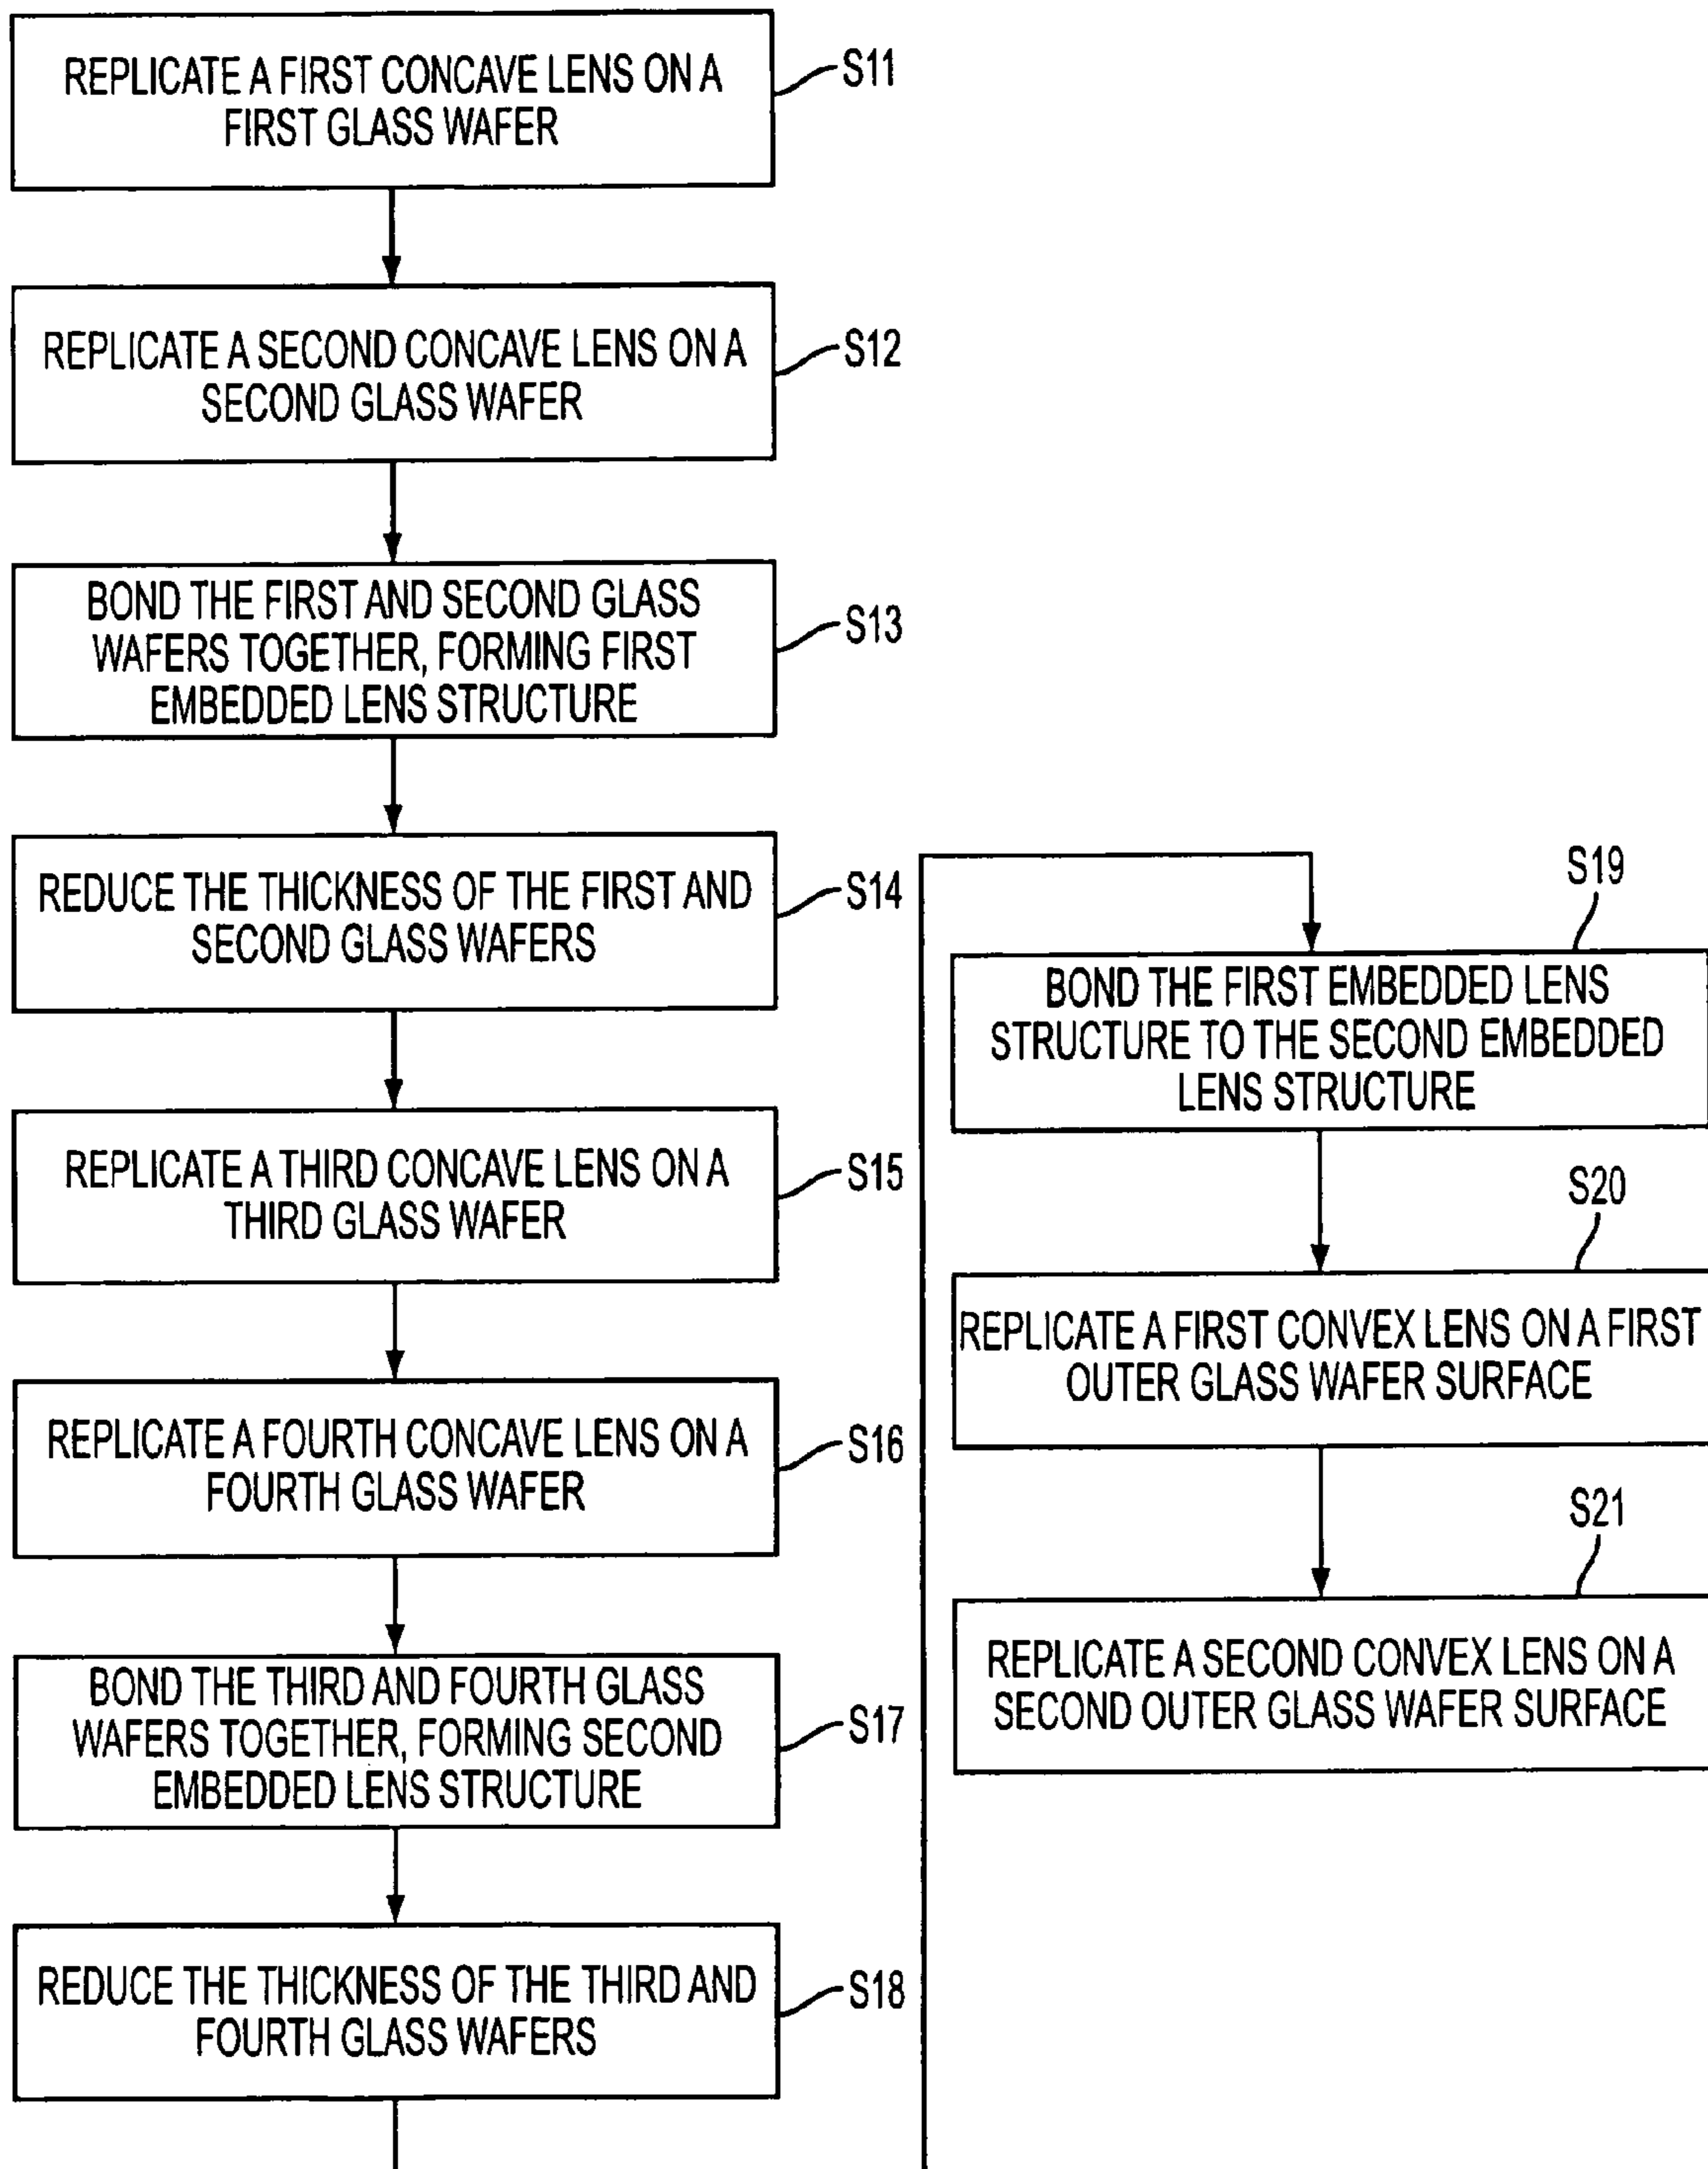 REPLICATE A FIRST CONCAVE LENS ON A
FIRST GLASS WAFER
S11
REPLICATE A SECOND CONCAVE LENS ON A
SECOND GLASS WAFER
S12
BOND THE FIRST AND SECOND GLASS
WAFERS TOGETHER, FORMING FIRST
EMBEDDED LENS STRUCTURE
S13
REDUCE THE THICKNESS OF THE FIRST AND
SECOND GLASS WAFERS
S14
REPLICATE A THIRD CONCAVE LENS ON A
THIRD GLASS WAFER
S15
REPLICATE A FOURTH CONCAVE LENS ON A
FOURTH GLASS WAFER
S16
BOND THE THIRD AND FOURTH GLASS
WAFERS TOGETHER, FORMING SECOND
EMBEDDED LENS STRUCTURE
S17
REDUCE THE THICKNESS OF THE THIRD AND
FOURTH GLASS WAFERS
S18
S19
BOND THE FIRST EMBEDDED LENS
STRUCTURE TO THE SECOND EMBEDDED
LENS STRUCTURE
S20
REPLICATE A FIRST CONVEX LENS ON A FIRST
OUTER GLASS WAFER SURFACE
S21
REPLICATE A SECOND CONVEX LENS ON A
SECOND OUTER GLASS WAFER SURFACE